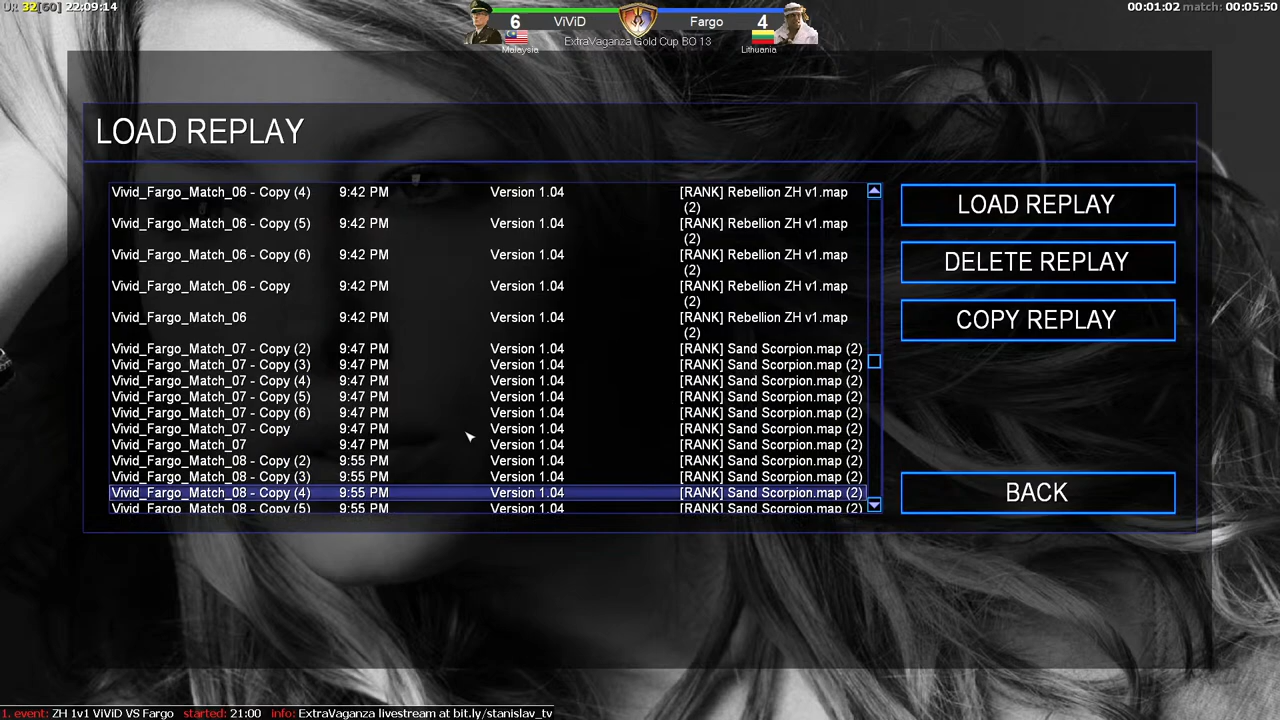 UR 32[60] 22:09:14
6 ViViD Fargo 4
00:01:02 match: 00:05:50
Malaysia ExtraVaganza Gold Cup BO 13 Lithuania
LOAD REPLAY
Vivid_Fargo_Match_06 - Copy (4) 9:42 PM Version 1.04 [RANK] Rebellion ZH v1.map
(2)
Vivid_Fargo_Match_06 - Copy (5) 9:42 PM Version 1.04 [RANK] Rebellion ZH v1.map
(2)
Vivid_Fargo_Match_06 - Copy (6) 9:42 PM Version 1.04 [RANK] Rebellion ZH v1.map
(2)
Vivid_Fargo_Match_06 - Copy 9:42 PM Version 1.04 [RANK] Rebellion ZH v1.map
(2)
Vivid_Fargo_Match_06 9:42 PM Version 1.04 [RANK] Rebellion ZH v1.map
(2)
Vivid_Fargo_Match_07 - Copy (2) 9:47 PM Version 1.04 [RANK] Sand Scorpion.map (2)
Vivid_Fargo_Match_07 - Copy (3) 9:47 PM Version 1.04 [RANK] Sand Scorpion.map (2)
Vivid_Fargo_Match_07 - Copy (4) 9:47 PM Version 1.04 [RANK] Sand Scorpion.map (2)
Vivid_Fargo_Match_07 - Copy (5) 9:47 PM Version 1.04 [RANK] Sand Scorpion.map (2)
Vivid_Fargo_Match_07 - Copy (6) 9:47 PM Version 1.04 [RANK] Sand Scorpion.map (2)
Vivid_Fargo_Match_07 - Copy 9:47 PM Version 1.04 [RANK] Sand Scorpion.map (2)
Vivid_Fargo_Match_07 9:47 PM Version 1.04 [RANK] Sand Scorpion.map (2)
Vivid_Fargo_Match_08 - Copy (2) 9:55 PM Version 1.04 [RANK] Sand Scorpion.map (2)
Vivid_Fargo_Match_08 - Copy (3) 9:55 PM Version 1.04 [RANK] Sand Scorpion.map (2)
Vivid_Fargo_Match_08 - Copy (4) 9:55 PM Version 1.04 [RANK] Sand Scorpion.map (2)
Vivid_Fargo_Match_08 - Copy (5) 9:55 PM Version 1.04 [RANK] Sand Scorpion.map (2)
LOAD REPLAY
DELETE REPLAY
COPY REPLAY
BACK
1. event: ZH 1v1 ViViD VS Fargo started: 21:00 info: ExtraVaganza livestream at bit.ly/stanislav_tv